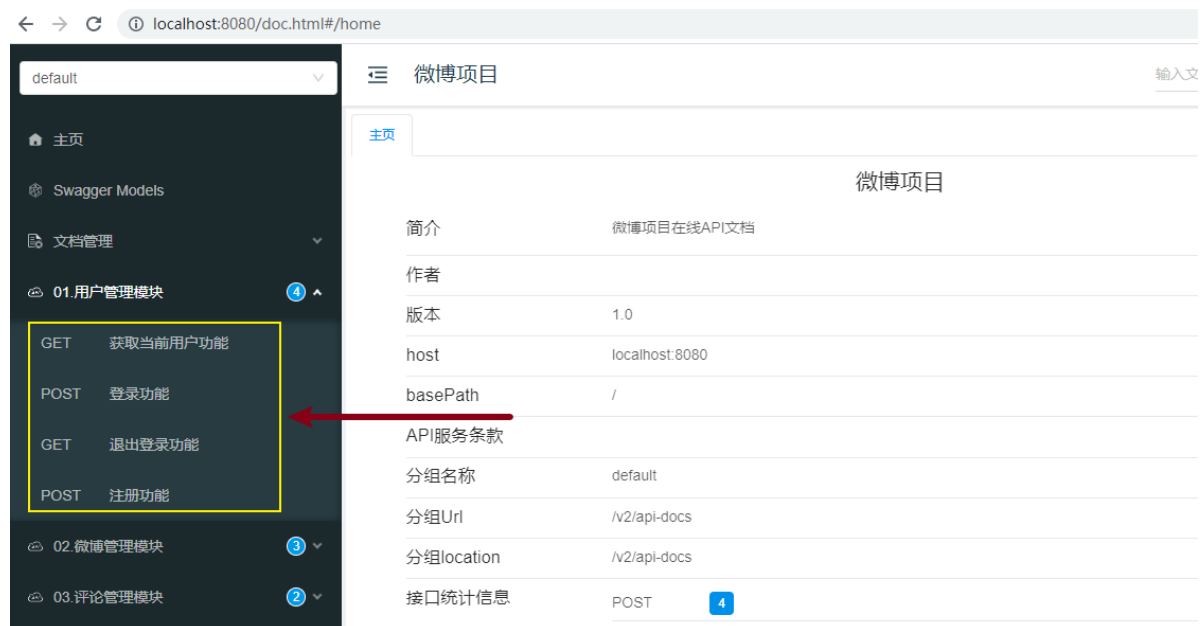 localhost:8080/doc.html#/home
default
主页
Swagger Models
文档管理
01.用户管理模块 4
GET 获取当前用户功能
POST 登录功能
GET 退出登录功能
POST 注册功能
02.微博管理模块 3
03.评论管理模块 2
微博项目
输入文
主页
微博项目
简介 微博项目在线API文档
作者
版本 1.0
host localhost:8080
basePath /
API服务条款
分组名称 default
分组Url /v2/api-docs
分组location /v2/api-docs
接口统计信息 POST 4